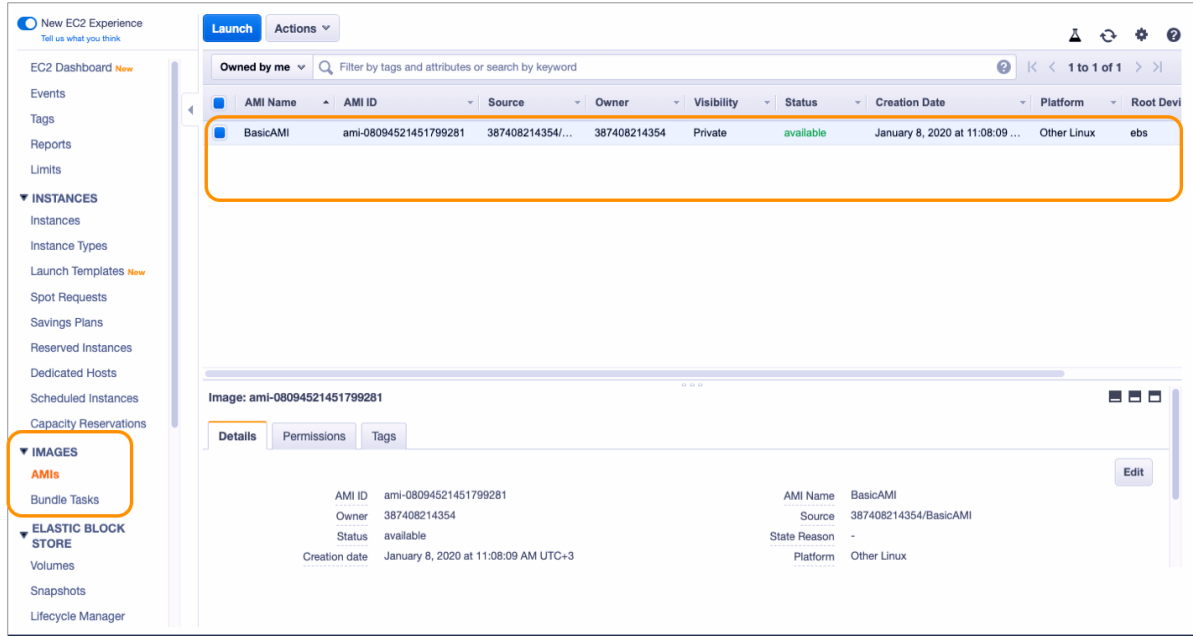 New EC2 Experience
Tell us what you think
EC2 Dashboard New
Events
Tags
Reports
Limits
INSTANCES
Instances
Instance Types
Launch Templates New
Spot Requests
Savings Plans
Reserved Instances
Dedicated Hosts
Scheduled Instances
Capacity Reservations
IMAGES
AMIs
Bundle Tasks
ELASTIC BLOCK
STORE
Volumes
Snapshots
Lifecycle Manager
Launch Actions
Owned by me Filter by tags and attributes or search by keyword 1 to 1 of 1
AMI Name AMI ID Source Owner Visibility Status Creation Date Platform Root Devi
BasicAMI ami-08094521451799281 387408214354/... 387408214354 Private available January 8, 2020 at 11:08:09 ... Other Linux ebs
Image: ami-08094521451799281
Details Permissions Tags
Edit
AMI ID ami-08094521451799281 AMI Name BasicAMI
Owner 387408214354 Source 387408214354/BasicAMI
Status available State Reason -
Creation date January 8, 2020 at 11:08:09 AM UTC+3 Platform Other Linux